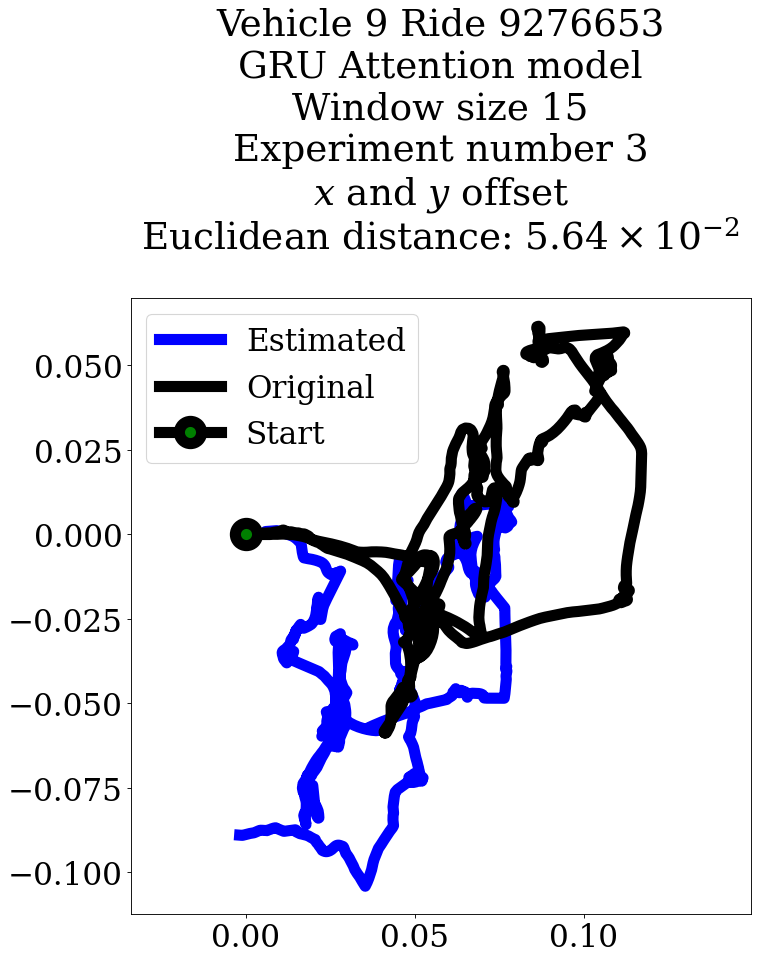 Vehicle 9 Ride 9276653
GRU Attention model
Window size 15
Experiment number 3
x and y offset
Euclidean distance: 5.64 × 10⁻²
Estimated
Original
Start
0.050
0.025
0.000
−0.025
−0.050
−0.075
−0.100
0.00 0.05 0.10